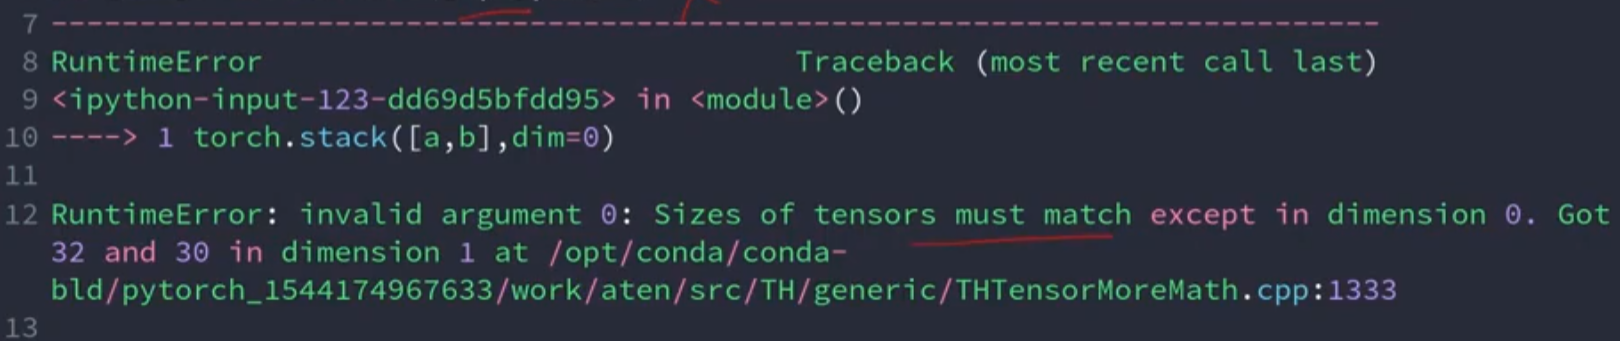 7 ---------------------------------------------------------------------------
8 RuntimeError                              Traceback (most recent call last)
9 <ipython-input-123-dd69d5bfdd95> in <module>()
10 ----> 1 torch.stack([a,b],dim=0)
11
12 RuntimeError: invalid argument 0: Sizes of tensors must match except in dimension 0. Got
32 and 30 in dimension 1 at /opt/conda/conda-
bld/pytorch_1544174967633/work/aten/src/TH/generic/THTensorMoreMath.cpp:1333
13